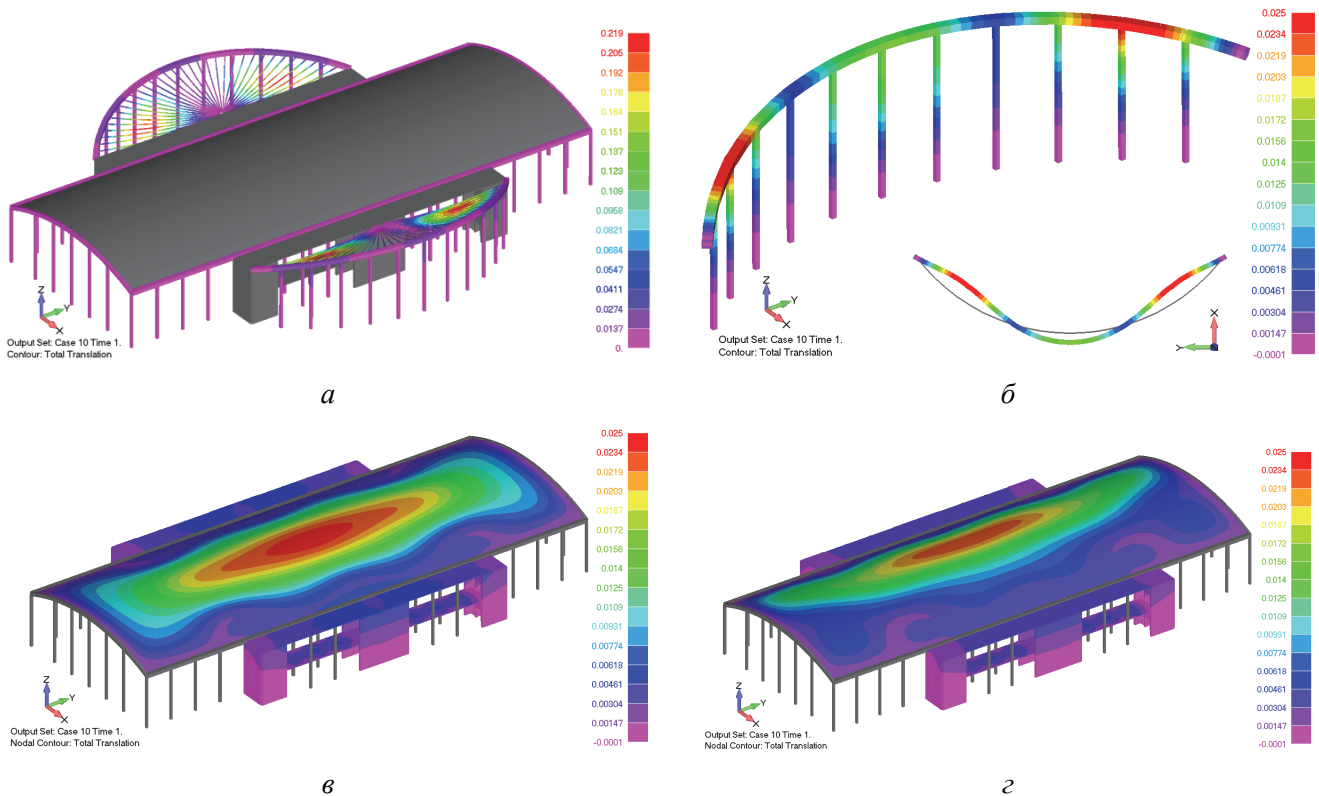 0.219
0.205
0.192
0.178
0.164
0.151
0.137
0.123
0.109
0.0958
0.0821
0.0684
0.0547
0.0411
0.0274
0.0137
0.
Z
Y
X
Output Set: Case 10 Time 1.
Contour: Total Translation
а
0.025
0.0234
0.0219
0.0203
0.0187
0.0172
0.0156
0.014
0.0125
0.0109
0.00931
0.00774
0.00618
0.00461
0.00304
0.00147
-0.0001
Z
Y
X
X
Y
Output Set: Case 10 Time 1.
Contour: Total Translation
б
0.025
0.0234
0.0219
0.0203
0.0187
0.0172
0.0156
0.014
0.0125
0.0109
0.00931
0.00774
0.00618
0.00461
0.00304
0.00147
-0.0001
Z
Y
X
Output Set: Case 10 Time 1.
Nodal Contour: Total Translation
в
0.025
0.0234
0.0219
0.0203
0.0187
0.0172
0.0156
0.014
0.0125
0.0109
0.00931
0.00774
0.00618
0.00461
0.00304
0.00147
-0.0001
Z
Y
X
Output Set: Case 10 Time 1.
Nodal Contour: Total Translation
г